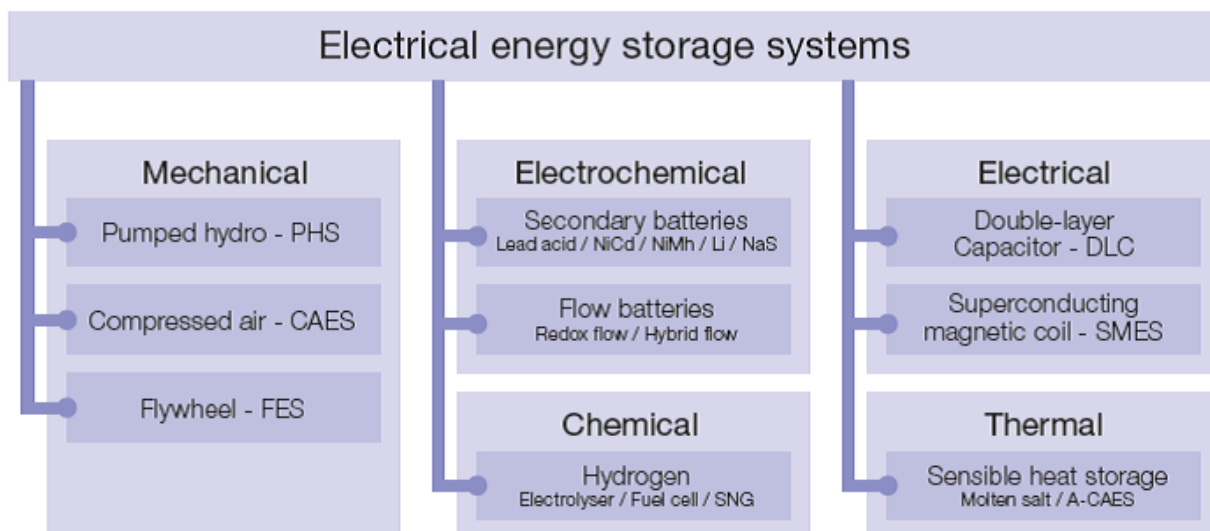 Electrical energy storage systems
Mechanical
Pumped hydro - PHS
Compressed air - CAES
Flywheel - FES
Electrochemical
Secondary batteries
Lead acid / NiCd / NiMh / Li / NaS
Flow batteries
Redox flow / Hybrid flow
Chemical
Hydrogen
Electrolyser / Fuel cell / SNG
Electrical
Double-layer
Capacitor - DLC
Superconducting
magnetic coil - SMES
Thermal
Sensible heat storage
Molten salt / A-CAES